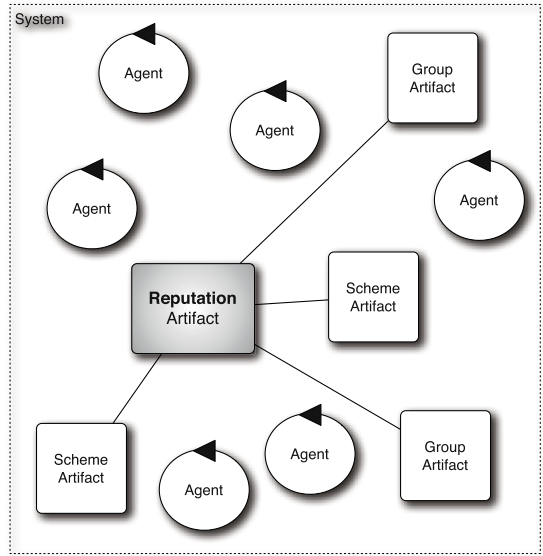 System
Agent
Group
Artifact
Agent
Agent
Agent
Reputation
Artifact
Scheme
Artifact
Scheme
Artifact
Agent
Agent
Group
Artifact